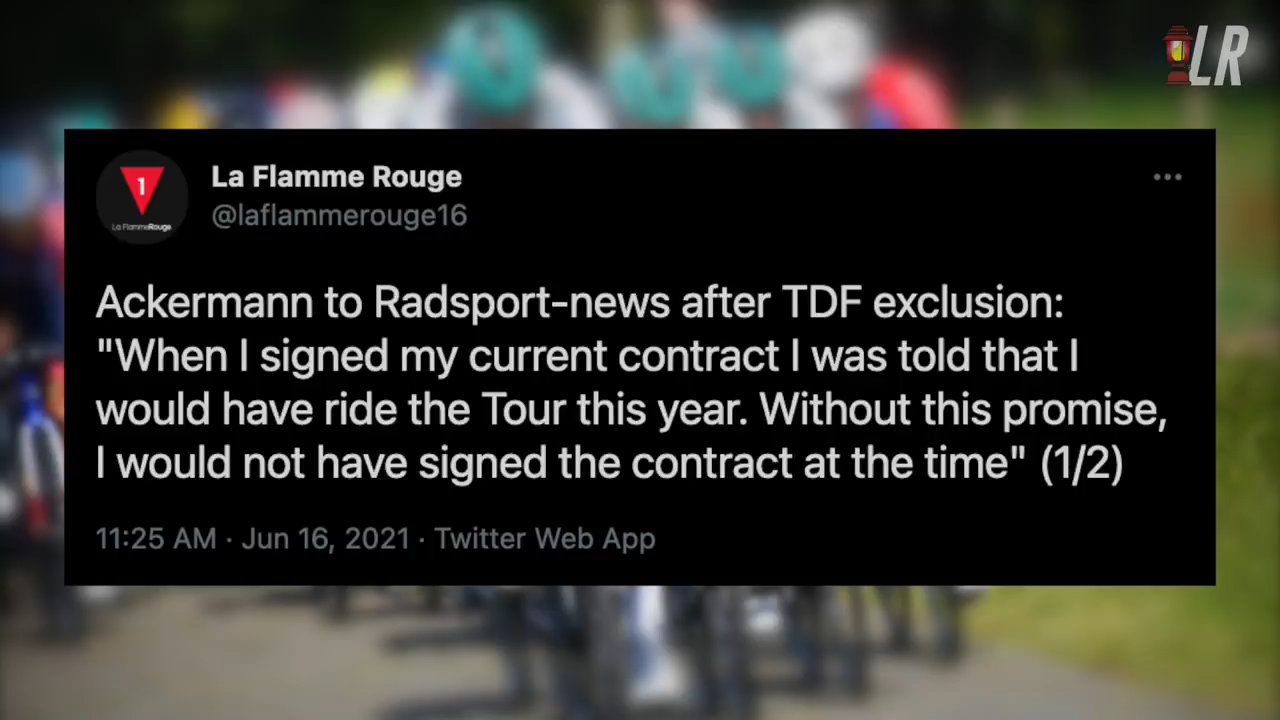 LR
La Flamme Rouge
@laflammerouge16
1
La FlammeRouge
Ackermann to Radsport-news after TDF exclusion:
"When I signed my current contract I was told that I
would have ride the Tour this year. Without this promise,
I would not have signed the contract at the time" (1/2)
11:25 AM · Jun 16, 2021 · Twitter Web App